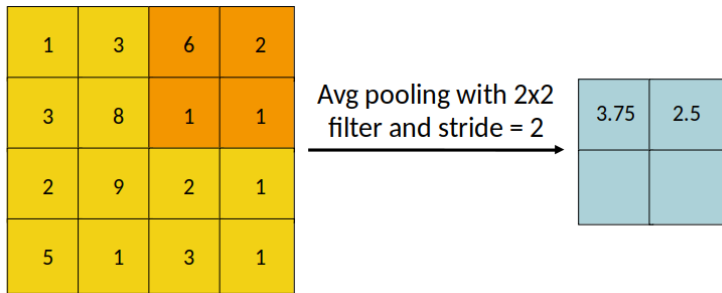 1 3 6 2
3 8 1 1
2 9 2 1
5 1 3 1
Avg pooling with 2x2
filter and stride = 2
3.75 2.5